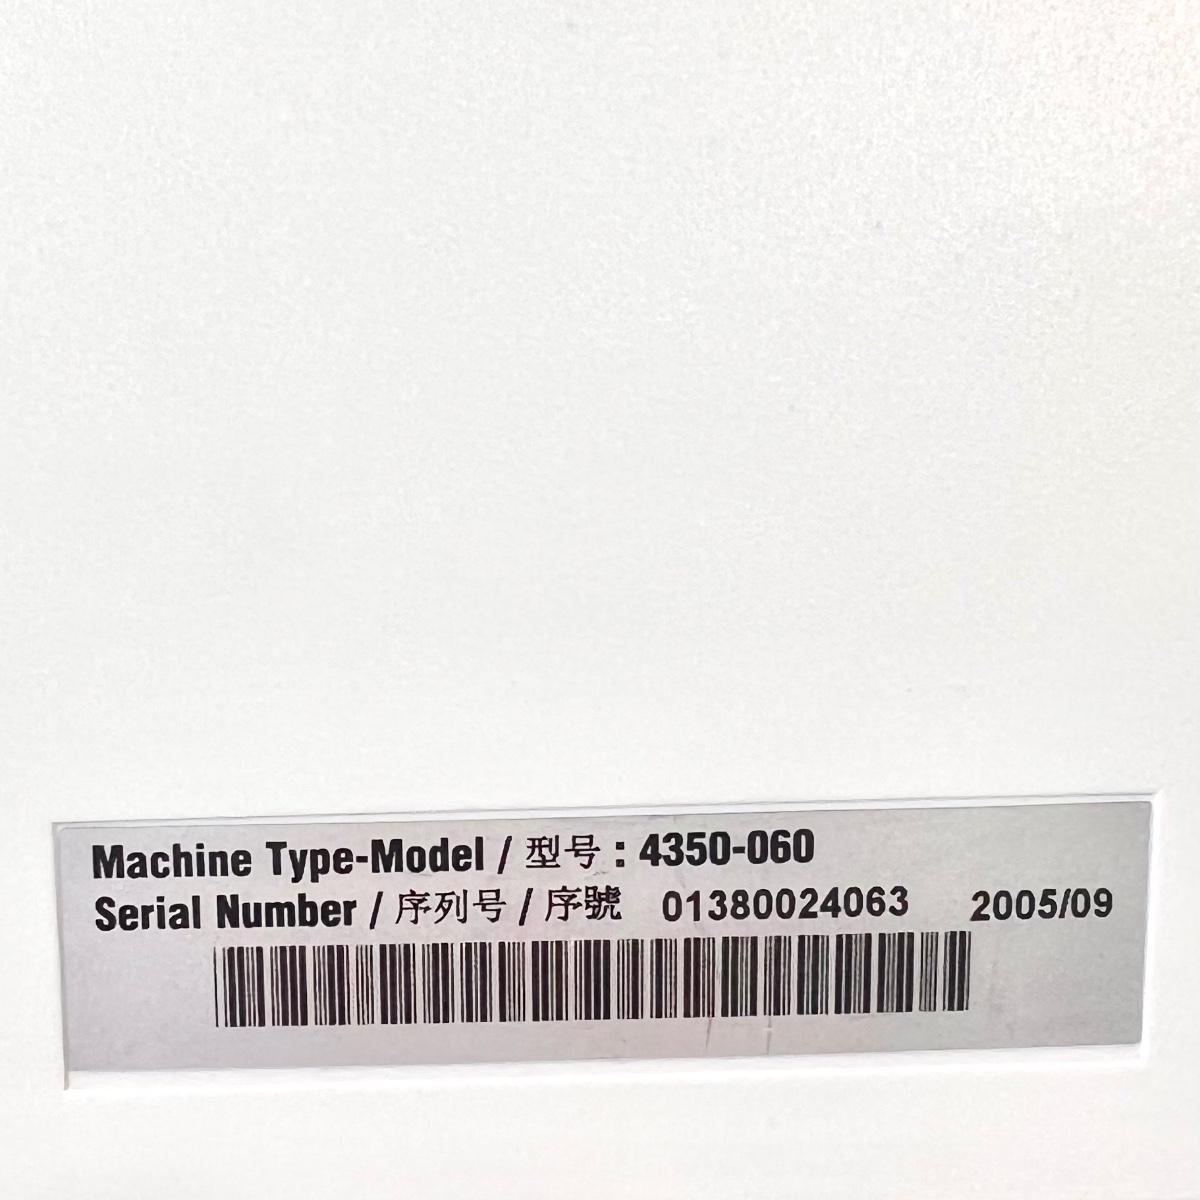 Machine Type-Model / 型号 : 4350-060
Serial Number / 序列号 / 序號 01380024063 2005/09